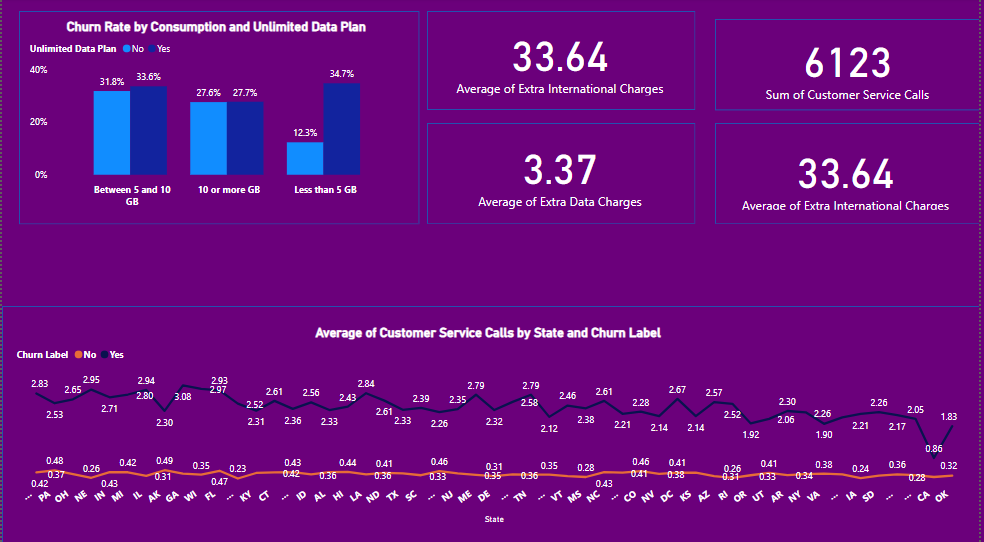 Churn Rate by Consumption and Unlimited Data Plan
Unlimited Data Plan No Yes
40%
20%
0%
31.8% 33.6%
27.6% 27.7%
12.3% 34.7%
Between 5 and 10
GB
10 or more GB
Less than 5 GB
33.64
Average of Extra International Charges
6123
Sum of Customer Service Calls
3.37
Average of Extra Data Charges
33.64
Average of Extra International Charges
Average of Customer Service Calls by State and Churn Label
Churn Label No Yes
2.83 2.53 2.65 2.95 2.71 2.80 2.94 2.30 3.08 2.97 2.93 2.52 2.31 2.61 2.36 2.56 2.33 2.43 2.84 2.61 2.33 2.39 2.26 2.35 2.79 2.32 2.58 2.79 2.12 2.46 2.38 2.61 2.21 2.28 2.14 2.67 2.14 2.57 2.52 1.92 2.06 2.30 1.90 2.26 2.21 2.26 2.17 2.05 0.86 1.83
0.42 0.48 0.37 0.26 0.43 0.42 0.49 0.31 0.35 0.47 0.23 0.42 0.43 0.36 0.44 0.36 0.41 0.33 0.46 0.35 0.31 0.36 0.35 0.28 0.43 0.41 0.46 0.38 0.41 0.31 0.26 0.33 0.41 0.34 0.38 0.24 0.36 0.28 0.32
... PA OH NE IN MI IL AK GA WI FL ... KY CT ... ID AL HI LA ND TX SC ... NJ ME DE ... TN ... VT MS NC ... CO NV DC KS AZ RI OR UT AR NY VA ... IA SD ... ... CA OK
State